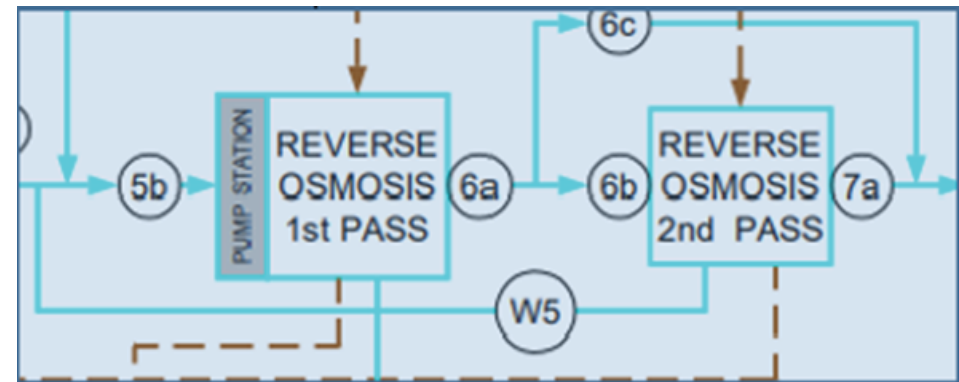 6c
5b
PUMP STATION
REVERSE
OSMOSIS
1st PASS
6a
6b
REVERSE
OSMOSIS
2nd PASS
7a
W5